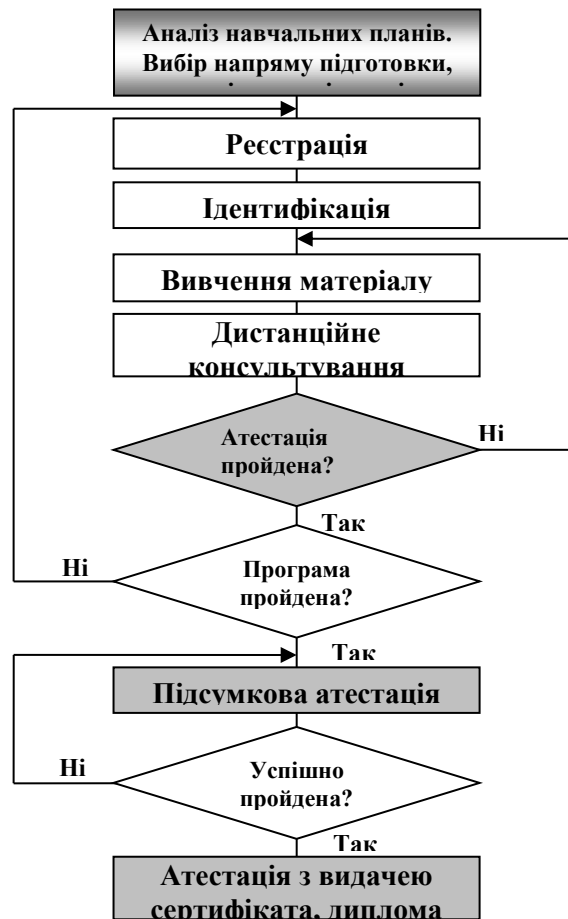 Аналіз навчальних планів.
Вибір напряму підготовки,
Реєстрація
Ідентифікація
Вивчення матеріалу
Дистанційне
консультування
Атестація
пройдена?
Ні
Так
Програма
пройдена?
Ні
Так
Підсумкова атестація
Успішно
пройдена?
Ні
Так
Атестація з видачею
сертифіката, диплома